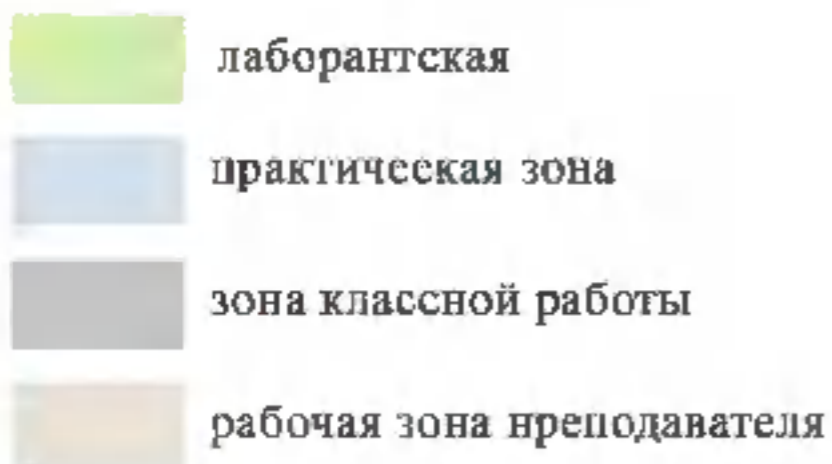 лаборантская
практическая зона
зона классной работы
рабочая зона преподавателя